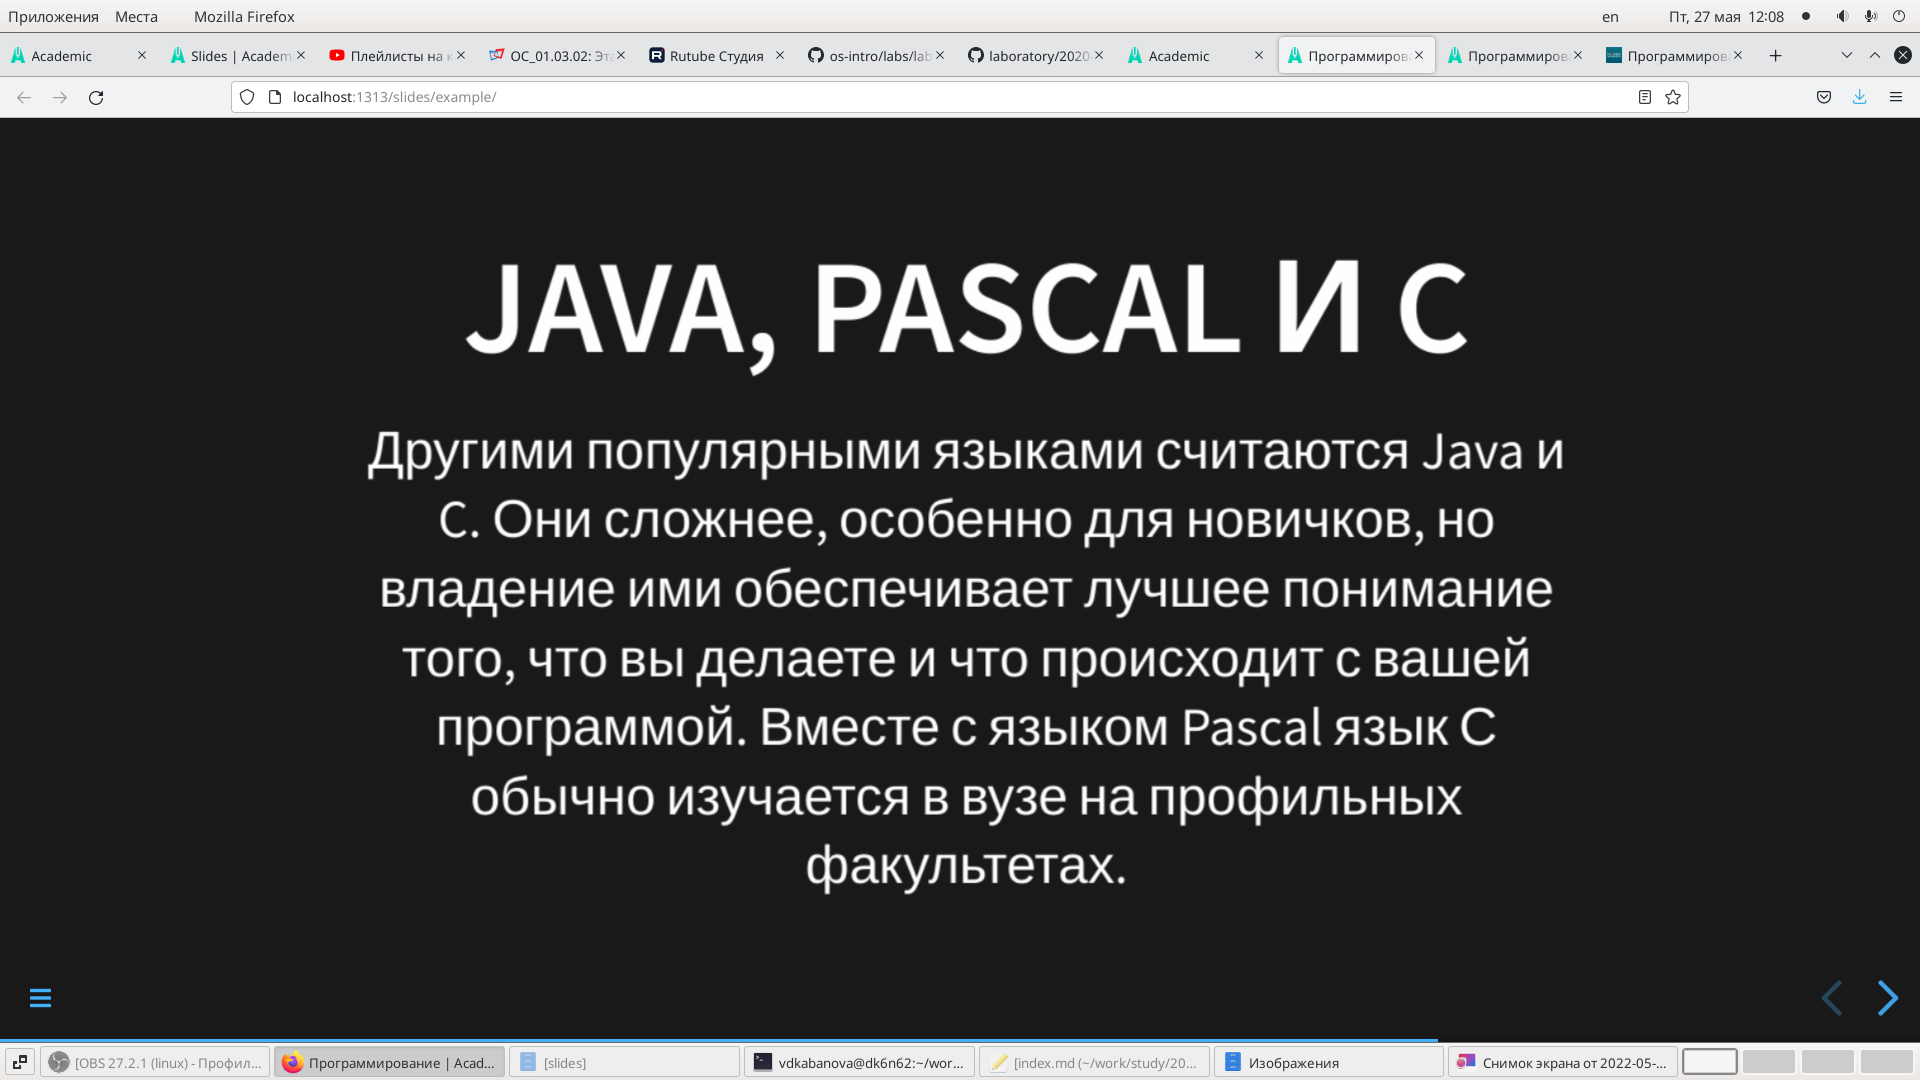 Приложения Места Mozilla Firefox en Пт, 27 мая 12:08
Academic Slides | Academ Плейлисты на к ОС_01.03.02: Эта Rutube Студия os-intro/labs/lab laboratory/2020- Academic Программирова Программирова Программирова
localhost:1313/slides/example/
JAVA, PASCAL И C
Другими популярными языками считаются Java и
C. Они сложнее, особенно для новичков, но
владение ими обеспечивает лучшее понимание
того, что вы делаете и что происходит с вашей
программой. Вместе с языком Pascal язык С
обычно изучается в вузе на профильных
факультетах.
[OBS 27.2.1 (linux) - Профил... Программирование | Acad... [slides] vdkabanova@dk6n62:~/wor... [index.md (~/work/study/20... Изображения Снимок экрана от 2022-05-...